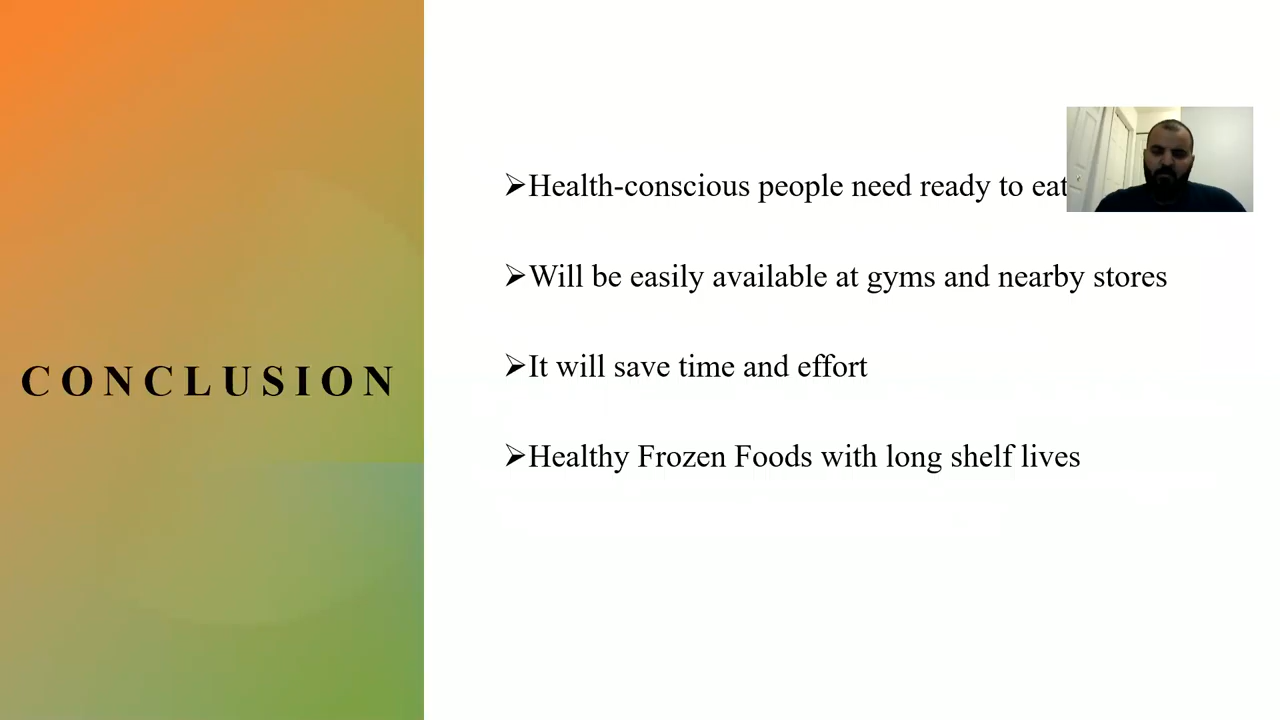 CONCLUSION
➢Health-conscious people need ready to eat
➢Will be easily available at gyms and nearby stores
➢It will save time and effort
➢Healthy Frozen Foods with long shelf lives